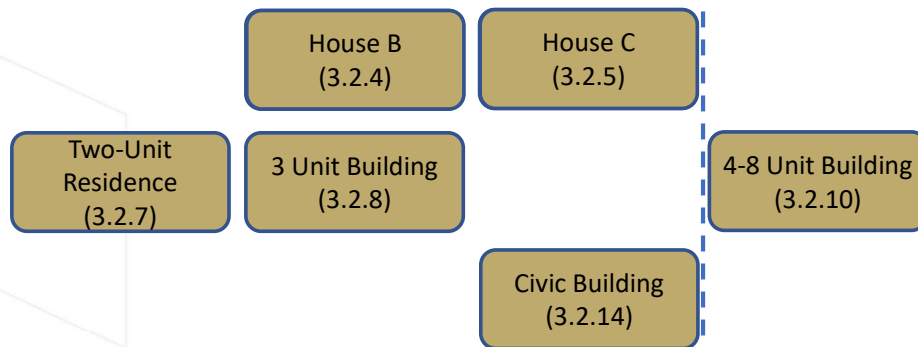 House B
(3.2.4)
House C
(3.2.5)
Two-Unit
Residence
(3.2.7)
3 Unit Building
(3.2.8)
4-8 Unit Building
(3.2.10)
Civic Building
(3.2.14)